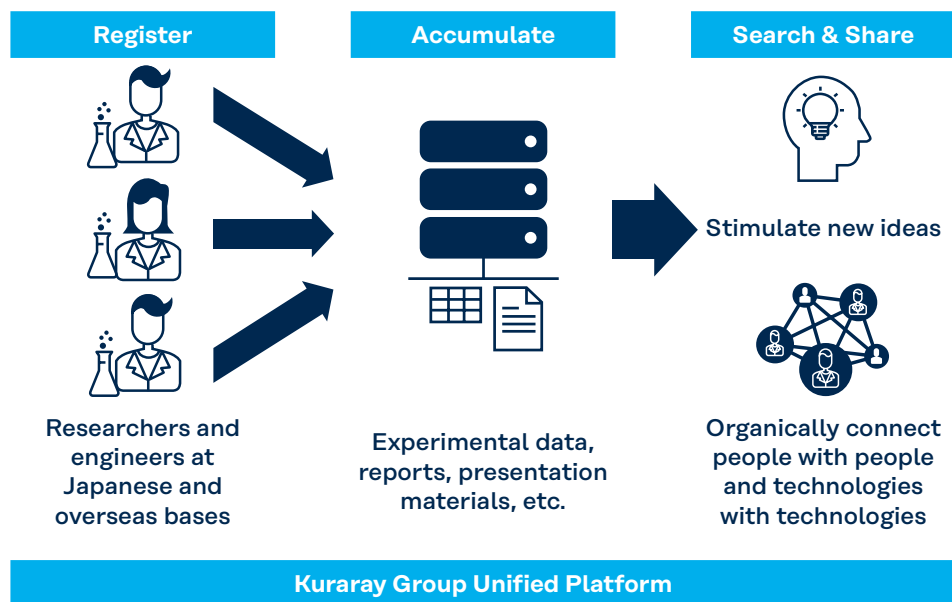 Register
Accumulate
Search & Share
Stimulate new ideas
Researchers and
engineers at
Japanese and
overseas bases
Experimental data,
reports, presentation
materials, etc.
Organically connect
people with people
and technologies
with technologies
Kuraray Group Unified Platform